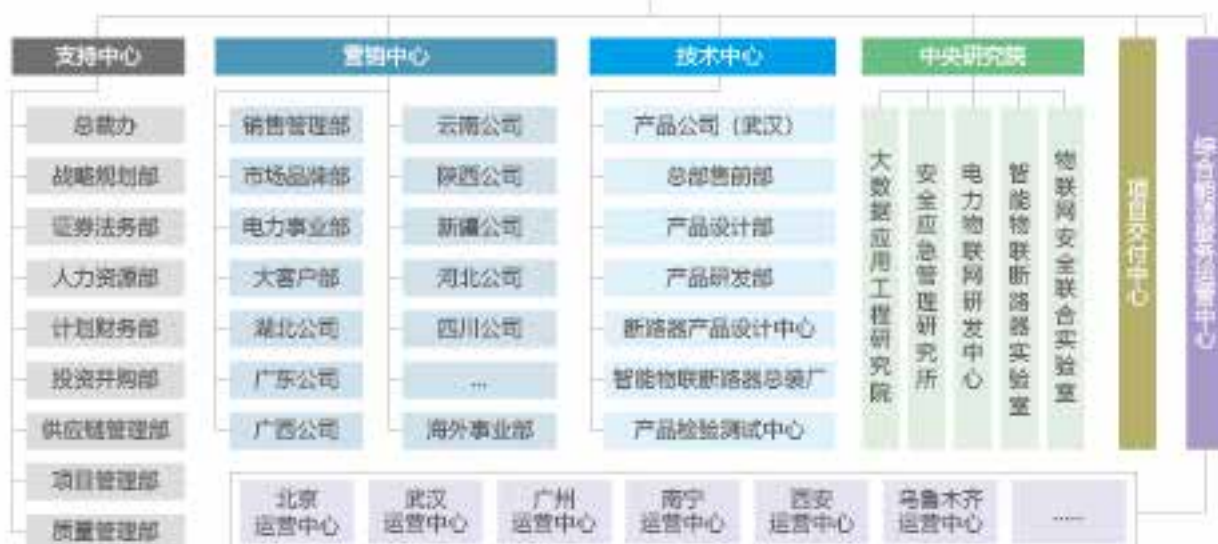 支持中心
总裁办
战略规划部
证券法务部
人力资源部
计划财务部
投资并购部
供应链管理部
项目管理部
质量管理部
营销中心
销售管理部
市场品牌部
电力事业部
大客户部
湖北公司
广东公司
广西公司
云南公司
陕西公司
新疆公司
河北公司
四川公司
...
海外事业部
技术中心
产品公司（武汉）
总部售前部
产品设计部
产品研发部
断路器产品设计中心
智能物联断路器总装厂
产品检验测试中心
中央研究院
大数据应用工程研究院
安全应急管理研究所
电力物联网研发中心
智能物联断路器实验室
物联网安全联合实验室
项目交付中心
综合能源服务运营中心
北京
运营中心
武汉
运营中心
广州
运营中心
南宁
运营中心
西安
运营中心
乌鲁木齐
运营中心
......